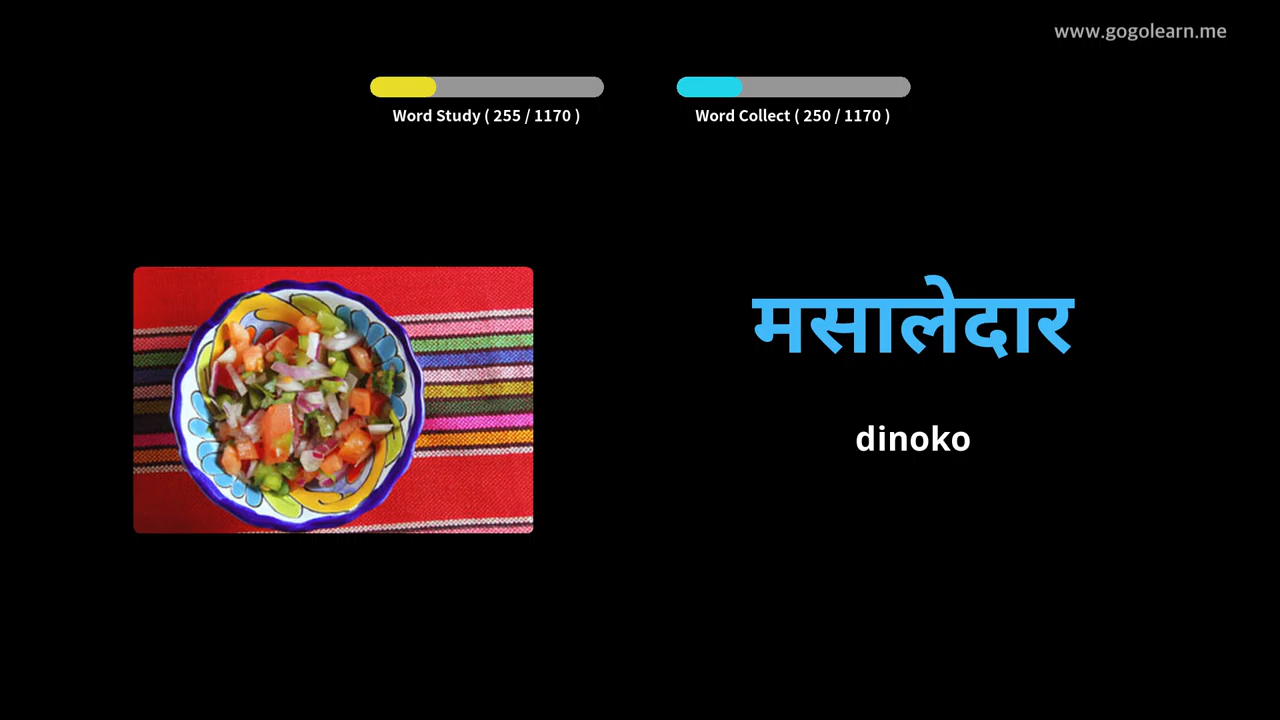 www.gogolearn.me
Word Study ( 255 / 1170 )
Word Collect ( 250 / 1170 )
मसालेदार
dinoko